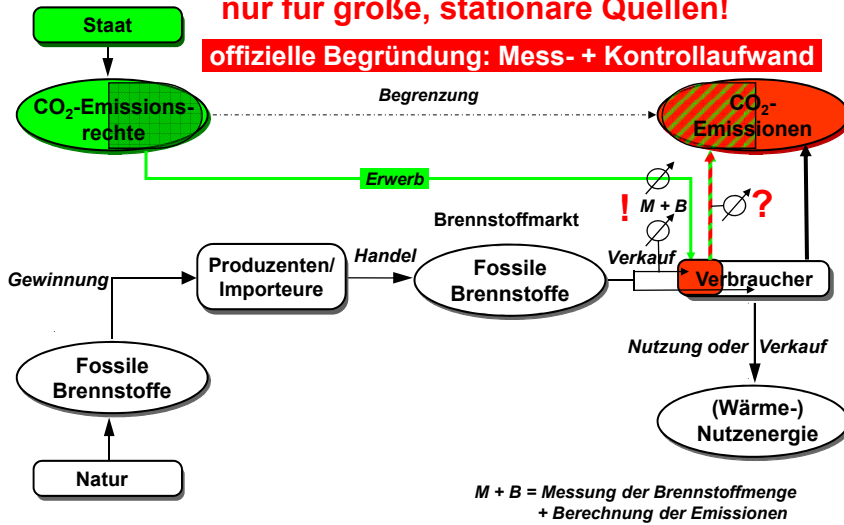 nur für große, stationäre Quellen!
Staat
offizielle Begründung: Mess- + Kontrollaufwand
CO₂-Emissions-
rechte
Begrenzung
CO₂-
Emissionen
Erwerb
! M + B ?
Brennstoffmarkt
Gewinnung
Produzenten/
Importeure
Handel
Fossile
Brennstoffe
Verkauf
Verbraucher
Fossile
Brennstoffe
Nutzung oder Verkauf
(Wärme-)
Nutzenergie
Natur
M + B = Messung der Brennstoffmenge
+ Berechnung der Emissionen